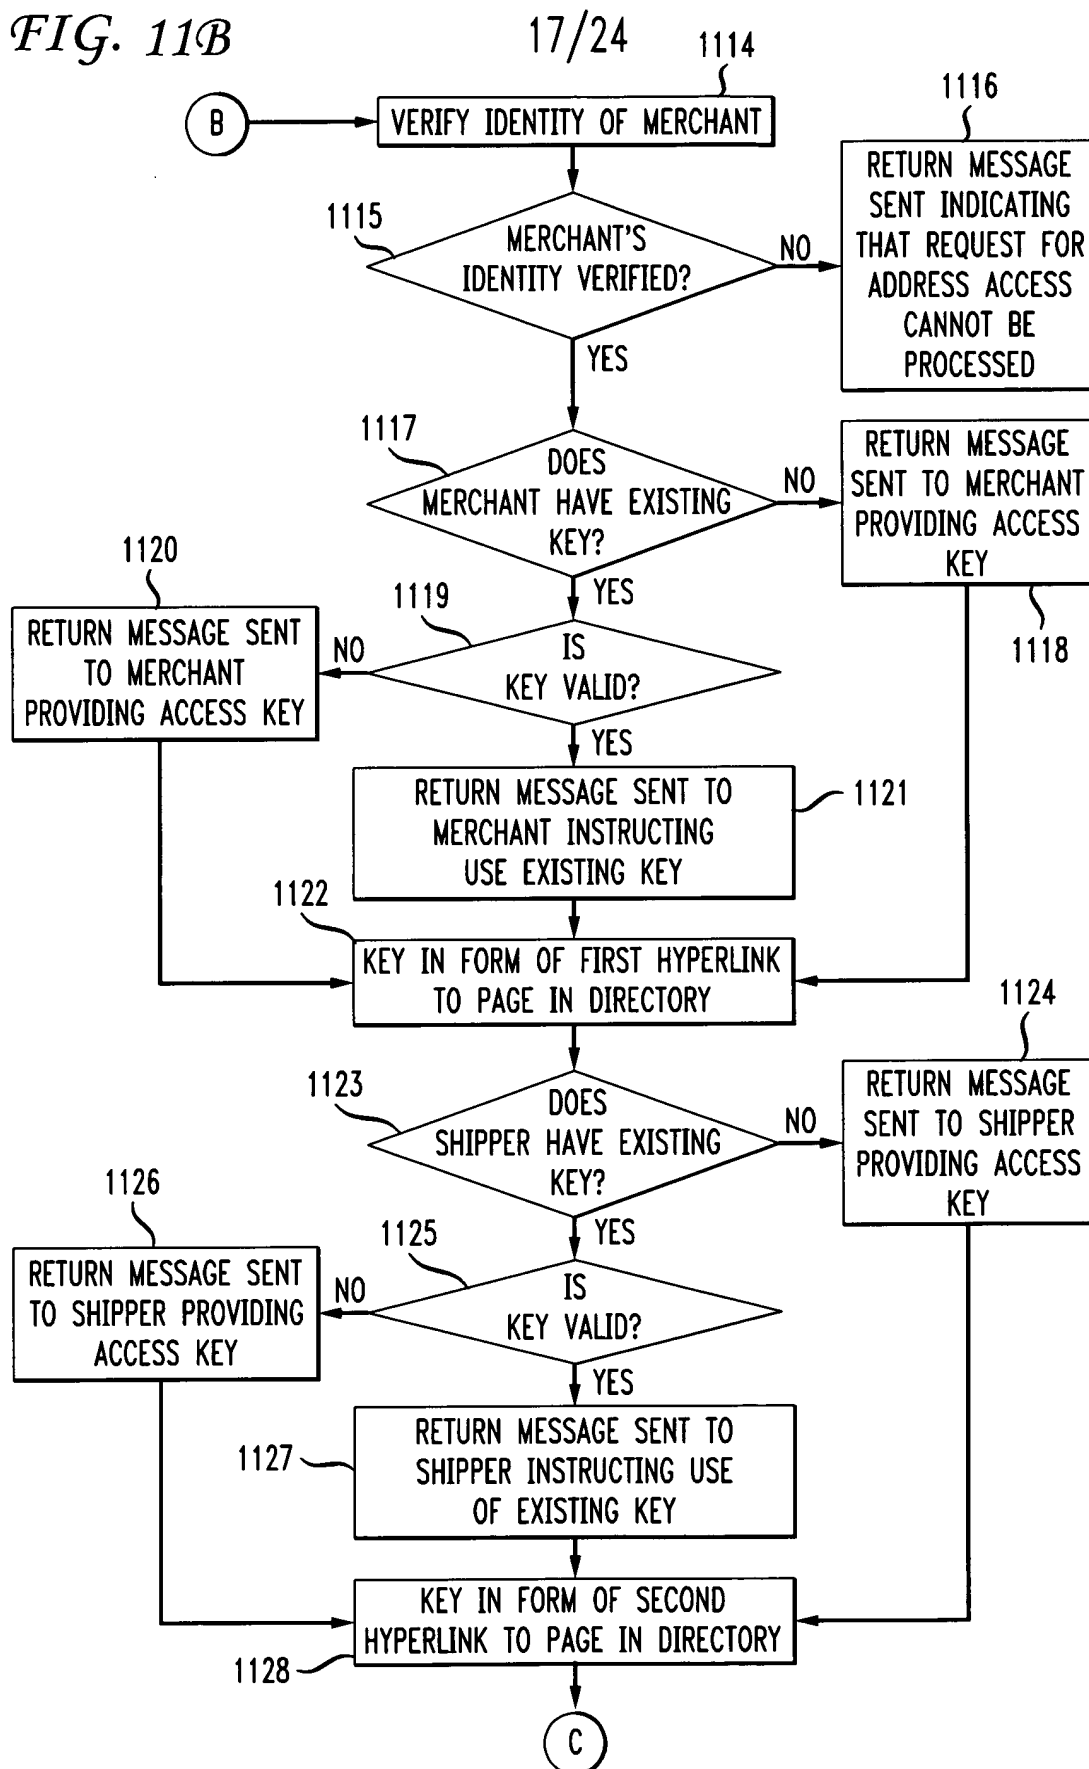 FIG. 11B
17/24
1114
B
VERIFY IDENTITY OF MERCHANT
1116
RETURN MESSAGE
SENT INDICATING
THAT REQUEST FOR
ADDRESS ACCESS
CANNOT BE
PROCESSED
1115
MERCHANT'S
IDENTITY VERIFIED?
NO
YES
1117
DOES
MERCHANT HAVE EXISTING
KEY?
NO
RETURN MESSAGE
SENT TO MERCHANT
PROVIDING ACCESS
KEY
1118
YES
1120
RETURN MESSAGE SENT
TO MERCHANT
PROVIDING ACCESS KEY
1119
NO
IS
KEY VALID?
YES
RETURN MESSAGE SENT TO
MERCHANT INSTRUCTING
USE EXISTING KEY
1121
1122
KEY IN FORM OF FIRST HYPERLINK
TO PAGE IN DIRECTORY
1124
RETURN MESSAGE
SENT TO SHIPPER
PROVIDING ACCESS
KEY
1123
DOES
SHIPPER HAVE EXISTING
KEY?
NO
YES
1126
RETURN MESSAGE SENT
TO SHIPPER PROVIDING
ACCESS KEY
1125
NO
IS
KEY VALID?
YES
1127
RETURN MESSAGE SENT TO
SHIPPER INSTRUCTING USE
OF EXISTING KEY
KEY IN FORM OF SECOND
HYPERLINK TO PAGE IN DIRECTORY
1128
C